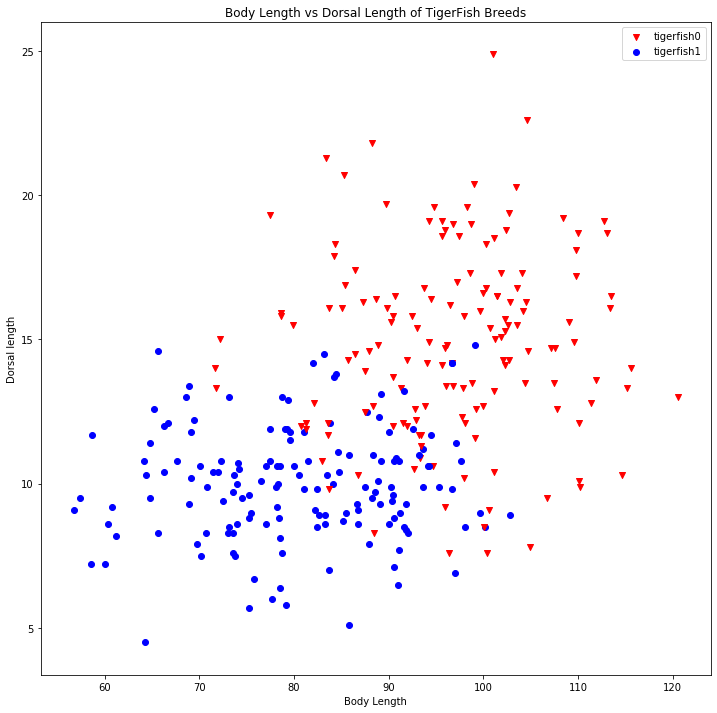 Body Length vs Dorsal Length of TigerFish Breeds
tigerfish0
tigerfish1
25
20
15
10
5
Dorsal length
60 70 80 90 100 110 120
Body Length